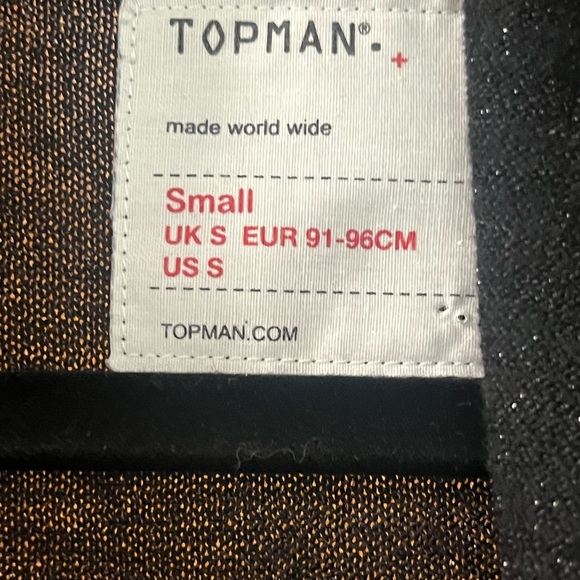 TOPMAN®.
made world wide
Small
UK S EUR 91-96CM
US S
TOPMAN.COM